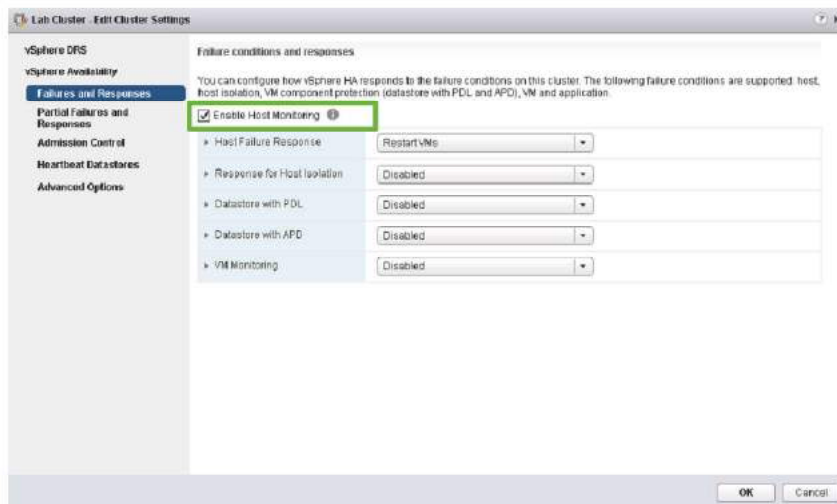 Lab Cluster - Edit Cluster Settings
vSphere DRS
vSphere Availability
Failures and Responses
Partial Failures and
Responses
Admission Control
Heartbeat Datastores
Advanced Options
Failure conditions and responses
You can configure how vSphere HA responds to the failure conditions on this cluster. The following failure conditions are supported: host,
host isolation, VM component protection (datastore with PDL and APD), VM and application.
Enable Host Monitoring
Host Failure Response
Restart VMs
Response for Host Isolation
Disabled
Datastore with PDL
Disabled
Datastore with APD
Disabled
VM Monitoring
Disabled
OK
Cancel